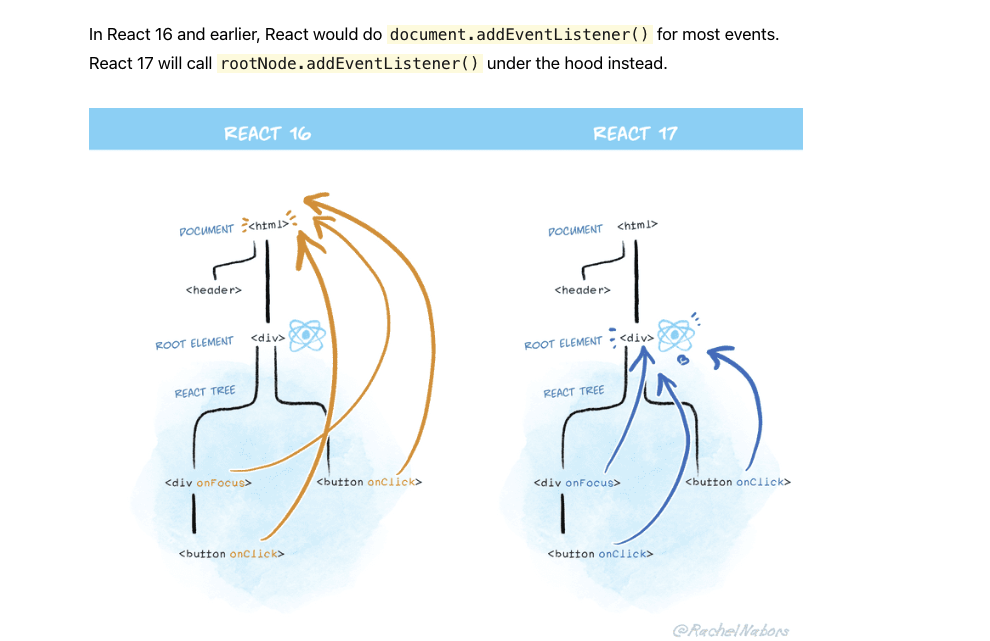 In React 16 and earlier, React would do document.addEventListener() for most events.
React 17 will call rootNode.addEventListener() under the hood instead.
REACT 16
REACT 17
DOCUMENT <html>
<header>
ROOT ELEMENT <div>
REACT TREE
<div onFocus>
<button onClick>
<button onClick>
DOCUMENT <html>
<header>
ROOT ELEMENT <div>
REACT TREE
<div onFocus>
<button onClick>
<button onClick>
@RachelNabors